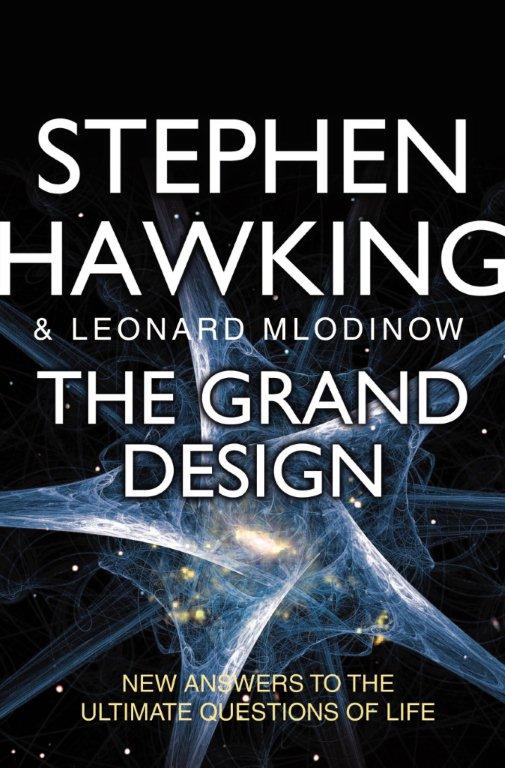 STEPHEN
HAWKING
& LEONARD MLODINOW
THE GRAND
DESIGN
NEW ANSWERS TO THE
ULTIMATE QUESTIONS OF LIFE